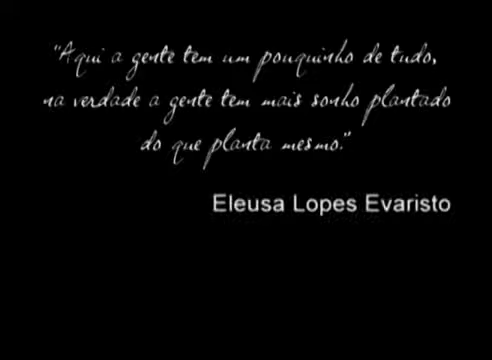 "Aqui a gente tem um pouquinho de tudo,
na verdade a gente tem mais sonho plantado
do que planta mesmo."
Eleusa Lopes Evaristo